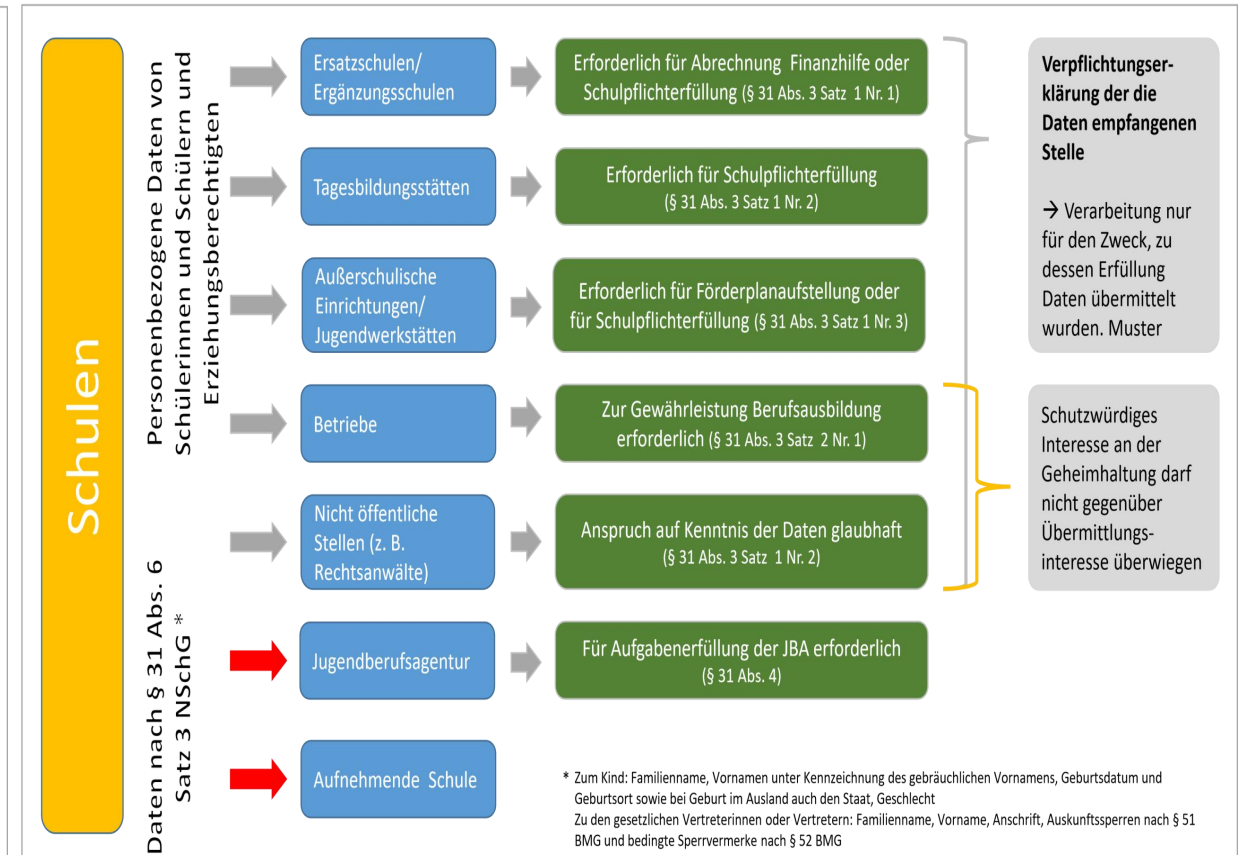 Schulen
Personenbezogene Daten von
Schülerinnen und Schülern und
Erziehungsberechtigten
Daten nach § 31 Abs. 6
Satz 3 NSchG *
Ersatzschulen/
Ergänzungsschulen
Erforderlich für Abrechnung Finanzhilfe oder
Schulpflichterfüllung (§ 31 Abs. 3 Satz 1 Nr. 1)
Tagesbildungsstätten
Erforderlich für Schulpflichterfüllung
(§ 31 Abs. 3 Satz 1 Nr. 2)
Außerschulische
Einrichtungen/
Jugendwerkstätten
Erforderlich für Förderplanaufstellung oder
für Schulpflichterfüllung (§ 31 Abs. 3 Satz 1 Nr. 3)
Betriebe
Zur Gewährleistung Berufsausbildung
erforderlich (§ 31 Abs. 3 Satz 2 Nr. 1)
Nicht öffentliche
Stellen (z. B.
Rechtsanwälte)
Anspruch auf Kenntnis der Daten glaubhaft
(§ 31 Abs. 3 Satz 1 Nr. 2)
Jugendberufsagentur
Für Aufgabenerfüllung der JBA erforderlich
(§ 31 Abs. 4)
Aufnehmende Schule
Verpflichtungser-
klärung der die
Daten empfangenen
Stelle
→ Verarbeitung nur
für den Zweck, zu
dessen Erfüllung
Daten übermittelt
wurden. Muster
Schutzwürdiges
Interesse an der
Geheimhaltung darf
nicht gegenüber
Übermittlungs-
interesse überwiegen
* Zum Kind: Familienname, Vornamen unter Kennzeichnung des gebräuchlichen Vornamens, Geburtsdatum und
Geburtsort sowie bei Geburt im Ausland auch den Staat, Geschlecht
Zu den gesetzlichen Vertreterinnen oder Vertretern: Familienname, Vorname, Anschrift, Auskunftssperren nach § 51
BMG und bedingte Sperrvermerke nach § 52 BMG